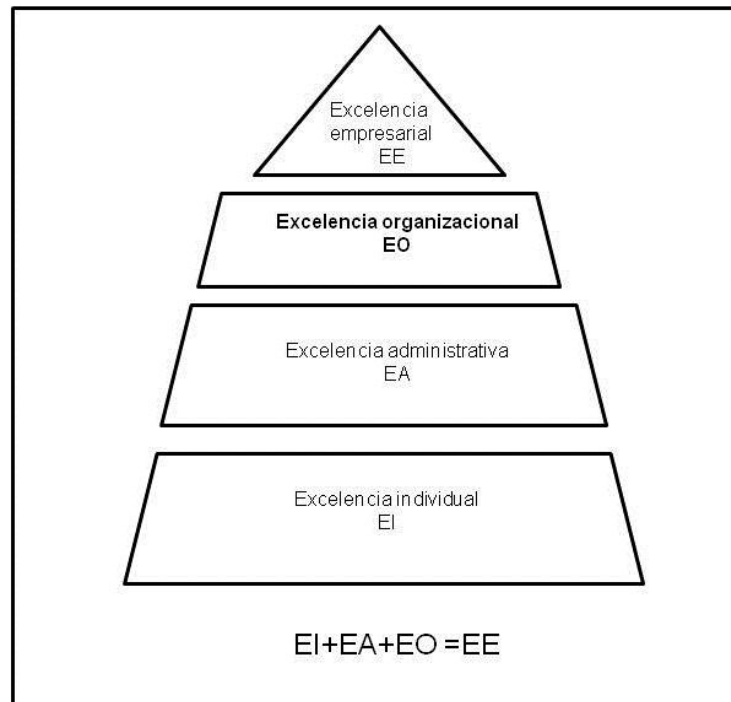 Excelencia
empresarial
EE
Excelencia organizacional
EO
Excelencia administrativa
EA
Excelencia individual
EI
EI+EA+EO =EE